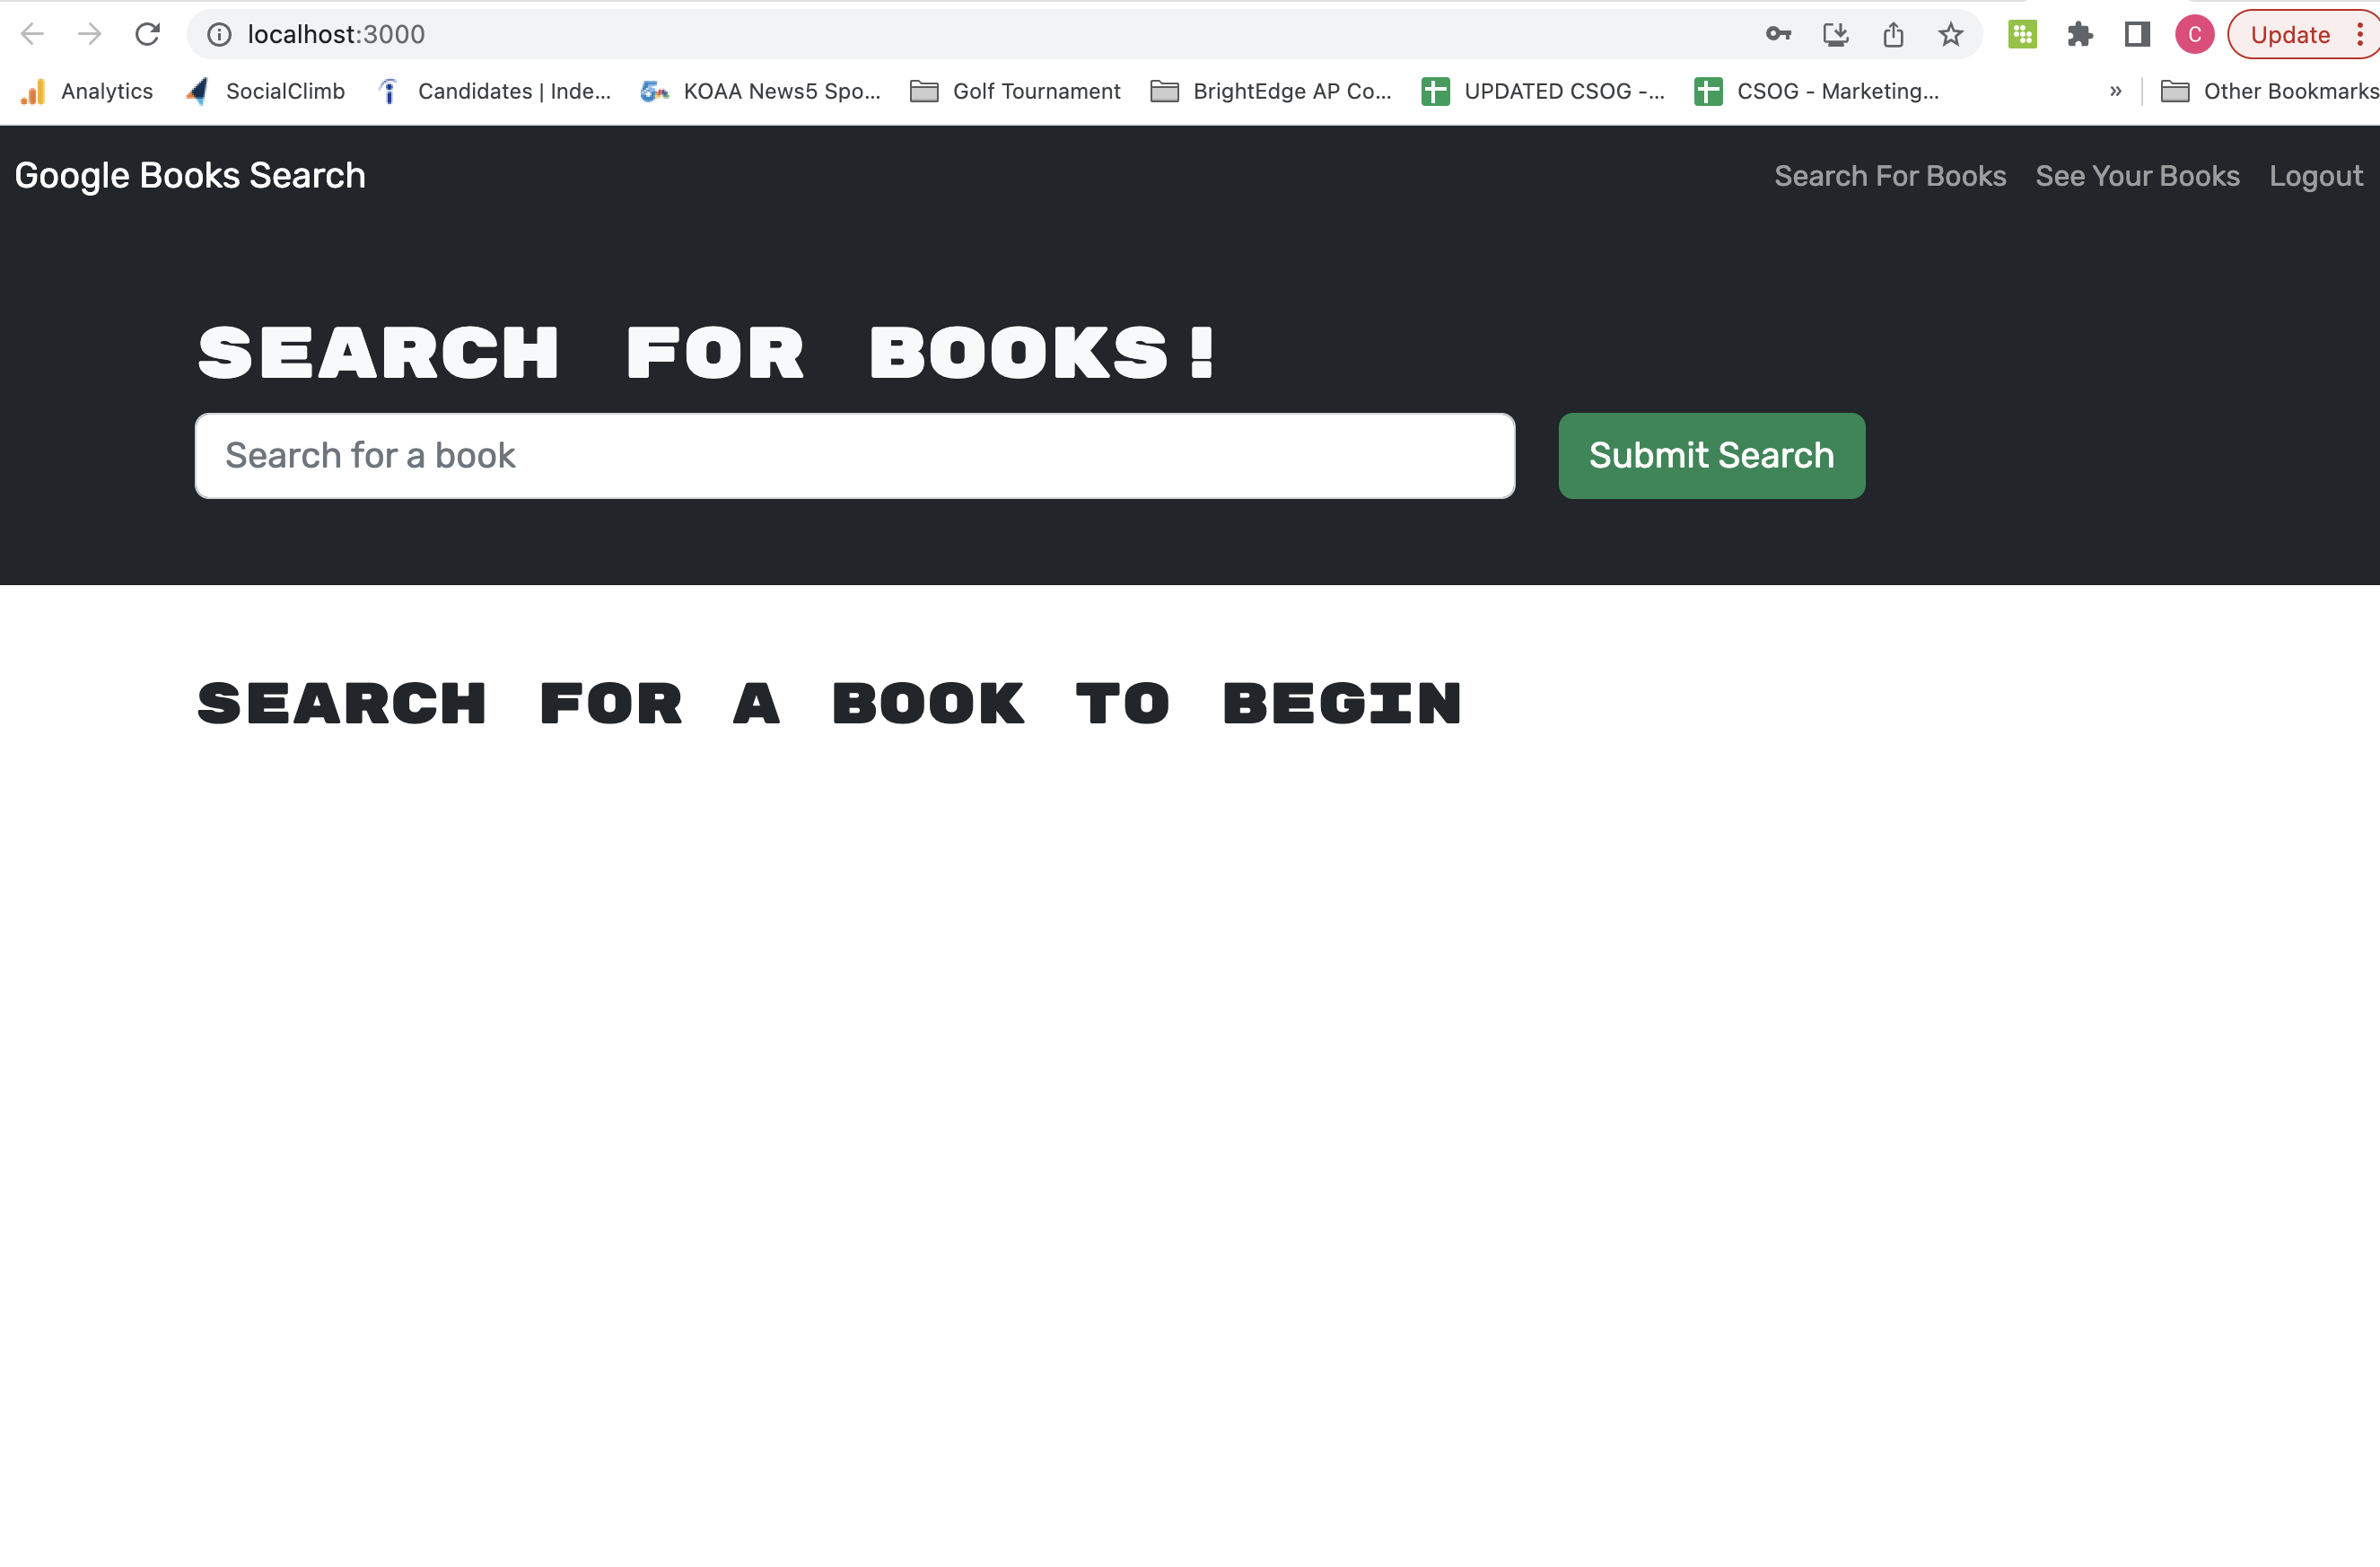 localhost:3000
C
Update
Analytics
SocialClimb
Candidates | Inde...
KOAA News5 Spo...
Golf Tournament
BrightEdge AP Co...
UPDATED CSOG -...
CSOG - Marketing...
»
Other Bookmarks
Google Books Search
Search For Books
See Your Books
Logout
SEARCH FOR BOOKS!
Search for a book
Submit Search
SEARCH FOR A BOOK TO BEGIN